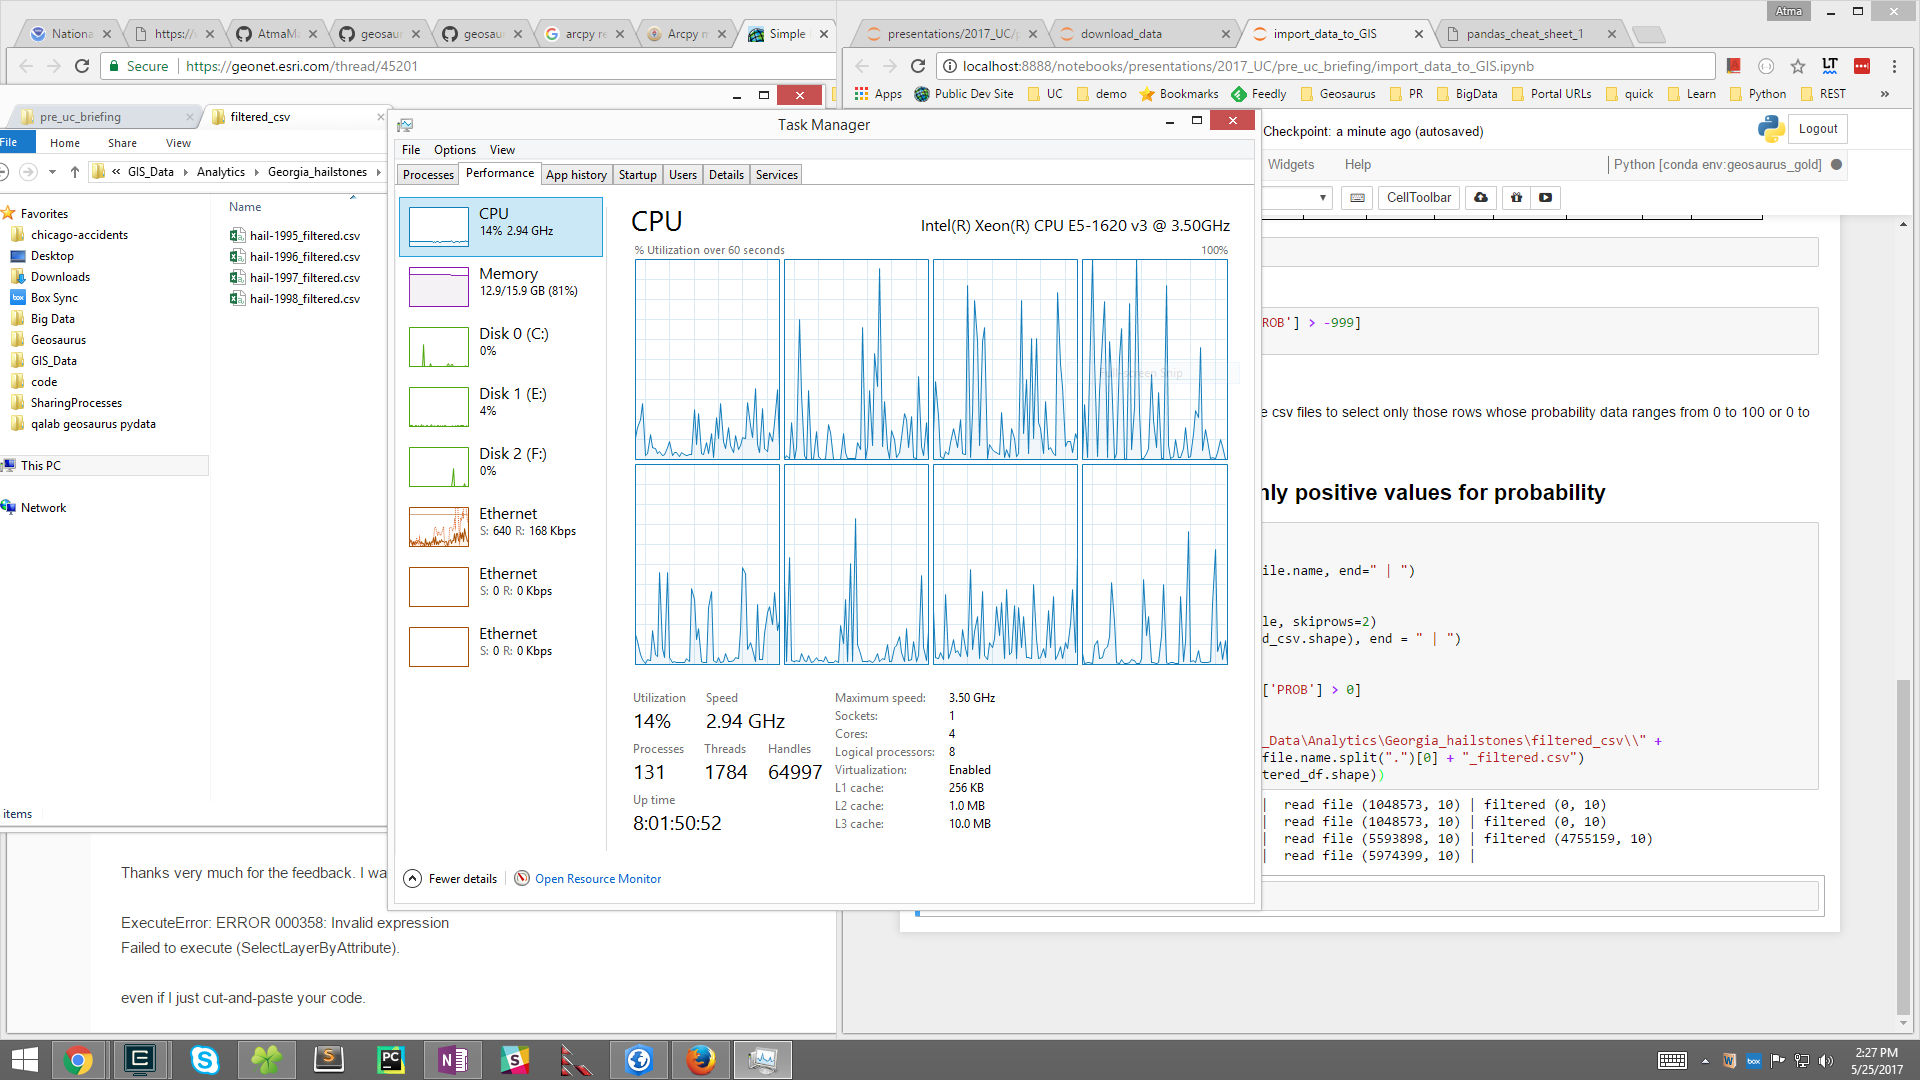 Nationa
https://
AtmaM
geosaur
geosaur
arcpy re
Arcpy n
Simple
Secure
https://geonet.esri.com/thread/45201
Atma
presentations/2017_UC/
download_data
import_data_to_GIS
pandas_cheat_sheet_1
localhost:8888/notebooks/presentations/2017_UC/pre_uc_briefing/import_data_to_GIS.ipynb
LT
Apps
Public Dev Site
UC
demo
Bookmarks
Feedly
Geosaurus
PR
BigData
Portal URLs
quick
Learn
Python
REST
»
pre_uc_briefing
filtered_csv
File
Home
Share
View
« GIS_Data
Analytics
Georgia_hailstones
Favorites
chicago-accidents
Desktop
Downloads
Box Sync
Big Data
Geosaurus
GIS_Data
code
SharingProcesses
qalab geosaurus pydata
This PC
Network
Name
hail-1995_filtered.csv
hail-1996_filtered.csv
hail-1997_filtered.csv
hail-1998_filtered.csv
items
Task Manager
File
Options
View
Processes
Performance
App history
Startup
Users
Details
Services
CPU
14% 2.94 GHz
Memory
12.9/15.9 GB (81%)
Disk 0 (C:)
0%
Disk 1 (E:)
4%
Disk 2 (F:)
0%
Ethernet
S: 640 R: 168 Kbps
Ethernet
S: 0 R: 0 Kbps
Ethernet
S: 0 R: 0 Kbps
CPU
Intel(R) Xeon(R) CPU E5-1620 v3 @ 3.50GHz
% Utilization over 60 seconds
100%
Full-screen Snip
Utilization
14%
Speed
2.94 GHz
Processes
131
Threads
1784
Handles
64997
Up time
8:01:50:52
Maximum speed: 3.50 GHz
Sockets: 1
Cores: 4
Logical processors: 8
Virtualization: Enabled
L1 cache: 256 KB
L2 cache: 1.0 MB
L3 cache: 10.0 MB
Fewer details
Open Resource Monitor
Checkpoint: a minute ago (autosaved)
Logout
Widgets
Help
Python [conda env:geosaurus_gold]
CellToolbar
ROB'] > -999]
e csv files to select only those rows whose probability data ranges from 0 to 100 or 0 to
nly positive values for probability
ile.name, end=" | ")
le, skiprows=2)
d_csv.shape), end = " | ")
['PROB'] > 0]
_Data\Analytics\Georgia_hailstones\filtered_csv\\" +
file.name.split(".")[0] + "_filtered.csv")
tered_df.shape))
| read file (1048573, 10) | filtered (0, 10)
| read file (1048573, 10) | filtered (0, 10)
| read file (5593898, 10) | filtered (4755159, 10)
| read file (5974399, 10) |
Thanks very much for the feedback. I wa
ExecuteError: ERROR 000358: Invalid expression
Failed to execute (SelectLayerByAttribute).
even if I just cut-and-paste your code.
2:27 PM
5/25/2017